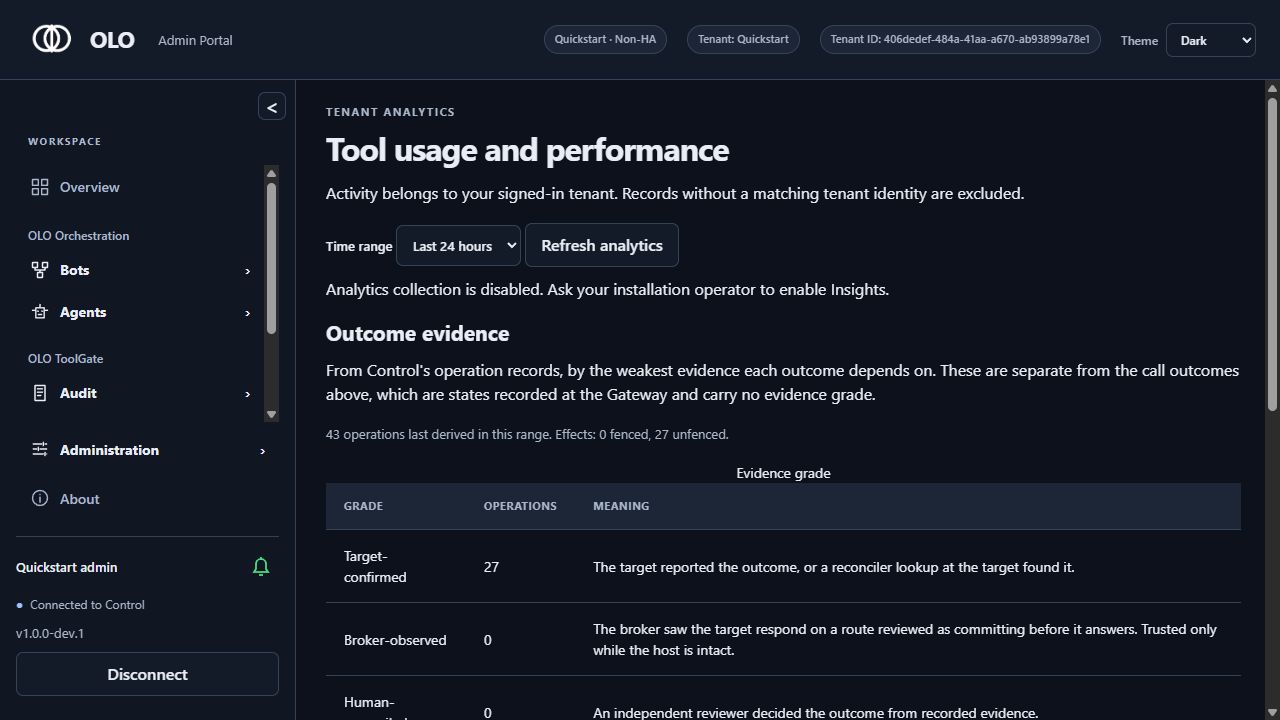 OLO
Admin Portal
Quickstart · Non-HA
Tenant: Quickstart
Tenant ID: 406dedef-484a-41aa-a670-ab93899a78e1
Theme
Dark
<
WORKSPACE
Overview
OLO Orchestration
Bots
Agents
OLO ToolGate
Audit
Administration
About
Quickstart admin
Connected to Control
v1.0.0-dev.1
Disconnect
TENANT ANALYTICS
Tool usage and performance
Activity belongs to your signed-in tenant. Records without a matching tenant identity are excluded.
Time range
Last 24 hours
Refresh analytics
Analytics collection is disabled. Ask your installation operator to enable Insights.
Outcome evidence
From Control's operation records, by the weakest evidence each outcome depends on. These are separate from the call outcomes
above, which are states recorded at the Gateway and carry no evidence grade.
43 operations last derived in this range. Effects: 0 fenced, 27 unfenced.
Evidence grade
GRADE OPERATIONS MEANING
Target-
confirmed
27
The target reported the outcome, or a reconciler lookup at the target found it.
Broker-observed
0
The broker saw the target respond on a route reviewed as committing before it answers. Trusted only
while the host is intact.
Human-
0
An independent reviewer decided the outcome from recorded evidence.